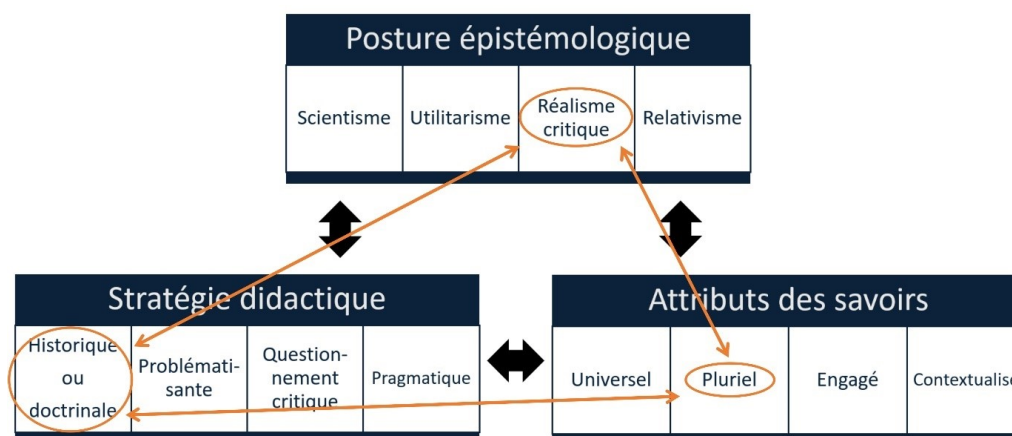 Posture épistémologique
Scientisme
Utilitarisme
Réalisme
critique
Relativisme
Stratégie didactique
Historique
ou
doctrinale
Problémati-
sante
Question-
nement
critique
Pragmatique
Attributs des savoirs
Universel
Pluriel
Engagé
Contextualisé